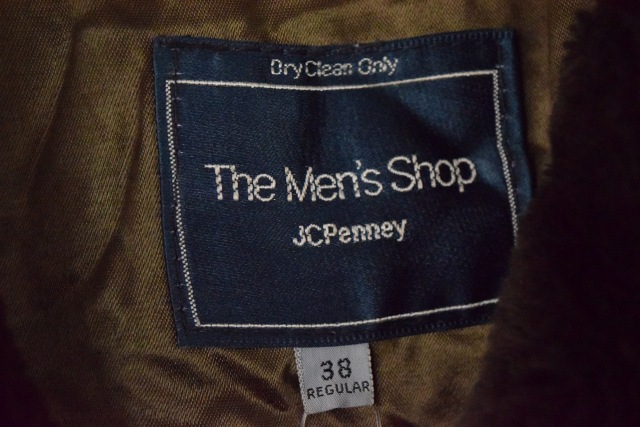 Dry Clean Only
The Men's Shop
JCPenney
38
REGULAR